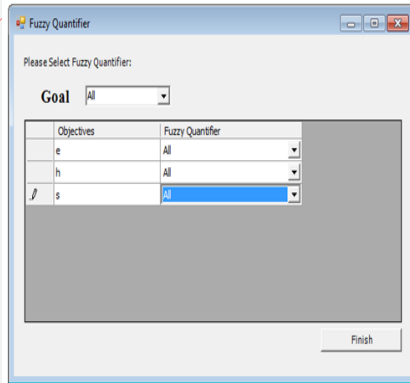 Fuzzy Quantifier
Please Select Fuzzy Quantifier:
Goal All
Objectives Fuzzy Quantifier
e All
h All
s All
Finish